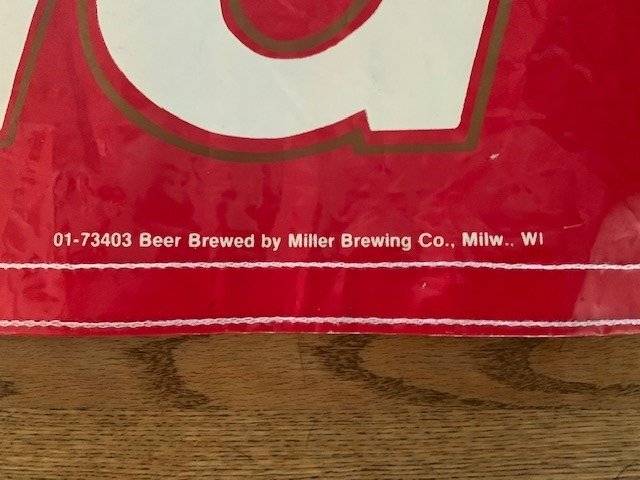 a
01-73403 Beer Brewed by Miller Brewing Co., Milw.. WI